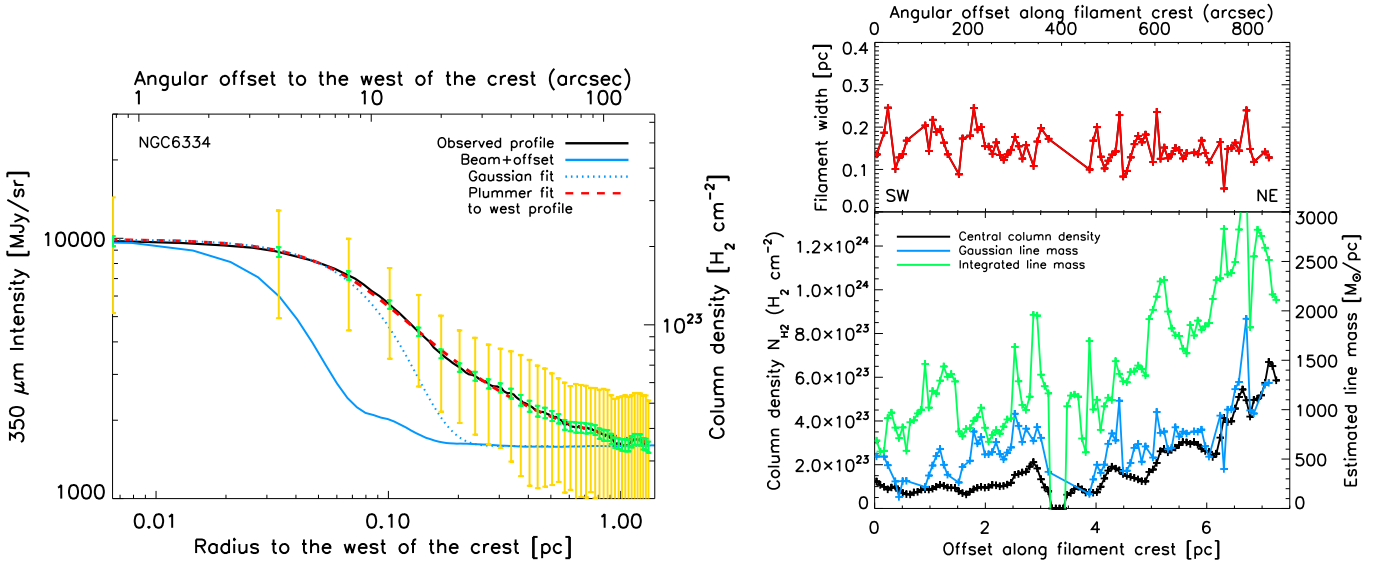 Angular offset to the west of the crest (arcsec)
1 10 100
NGC6334
Observed profile
Beam+offset
Gaussian fit
Plummer fit
to west profile
350 μm Intensity [MJy/sr]
10000
1000
Column density [H₂ cm⁻²]
10²³
0.01 0.10 1.00
Radius to the west of the crest [pc]
Angular offset along filament crest (arcsec)
0 200 400 600 800
Filament width [pc]
0.4
0.3
0.2
0.1
0.0
SW NE
Central column density
Gaussian line mass
Integrated line mass
Column density N_H2 (H₂ cm⁻²)
1.2×10²⁴
1.0×10²⁴
8.0×10²³
6.0×10²³
4.0×10²³
2.0×10²³
0
Estimated line mass [M⊙/pc]
3000
2500
2000
1500
1000
500
0
0 2 4 6
Offset along filament crest [pc]